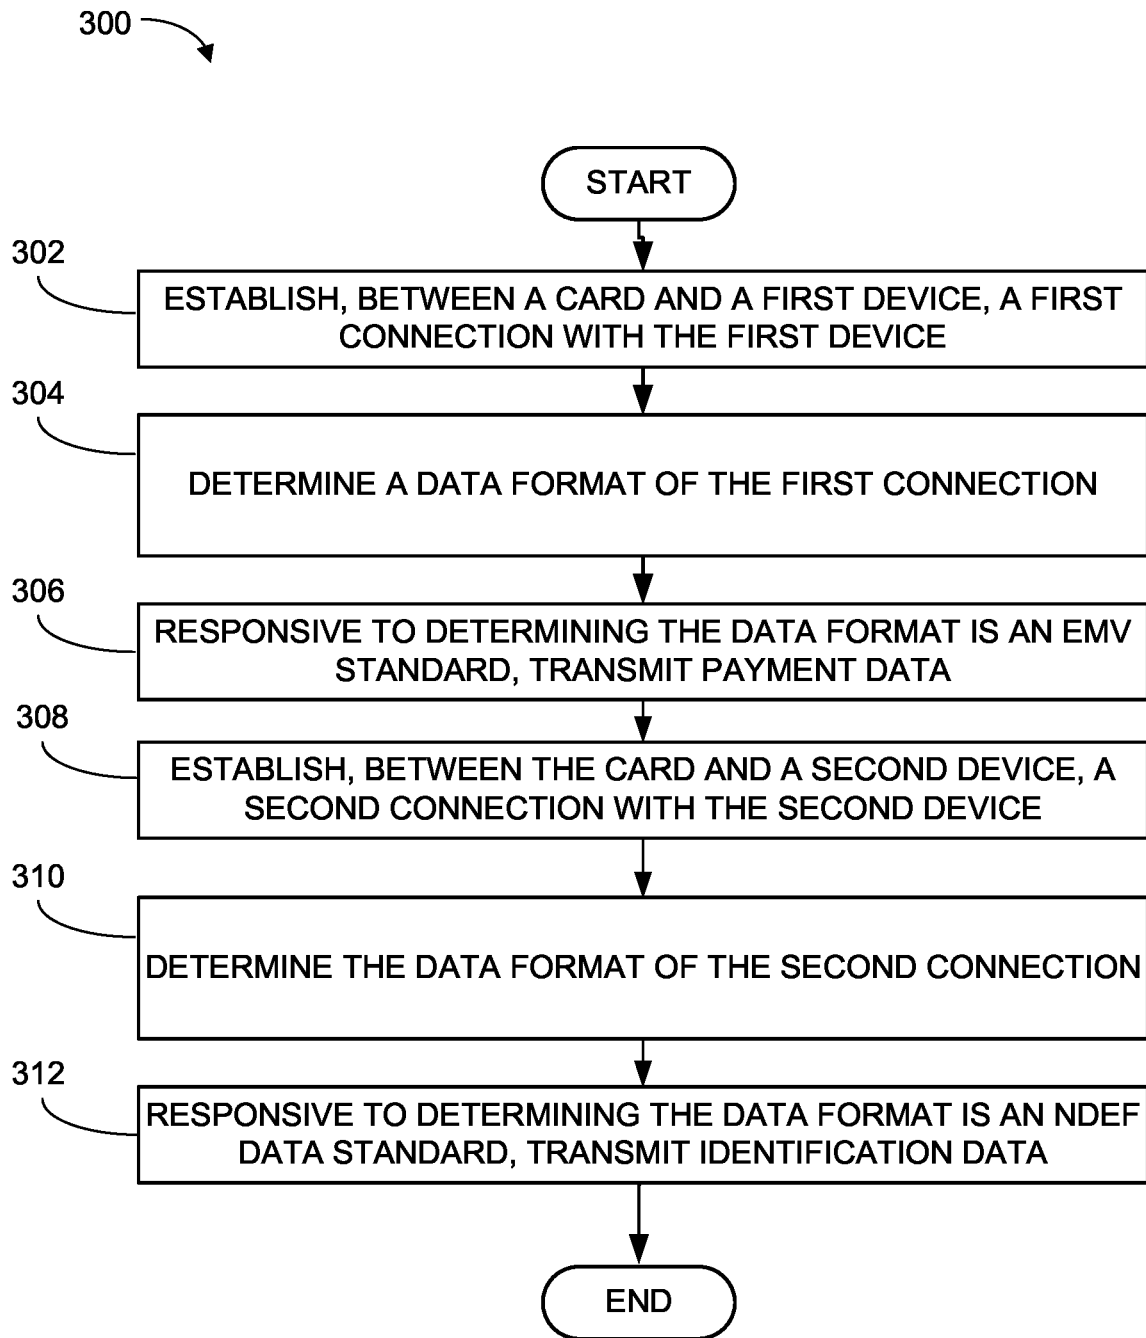 300
START
302
ESTABLISH, BETWEEN A CARD AND A FIRST DEVICE, A FIRST
CONNECTION WITH THE FIRST DEVICE
304
DETERMINE A DATA FORMAT OF THE FIRST CONNECTION
306
RESPONSIVE TO DETERMINING THE DATA FORMAT IS AN EMV
STANDARD, TRANSMIT PAYMENT DATA
308
ESTABLISH, BETWEEN THE CARD AND A SECOND DEVICE, A
SECOND CONNECTION WITH THE SECOND DEVICE
310
DETERMINE THE DATA FORMAT OF THE SECOND CONNECTION
312
RESPONSIVE TO DETERMINING THE DATA FORMAT IS AN NDEF
DATA STANDARD, TRANSMIT IDENTIFICATION DATA
END